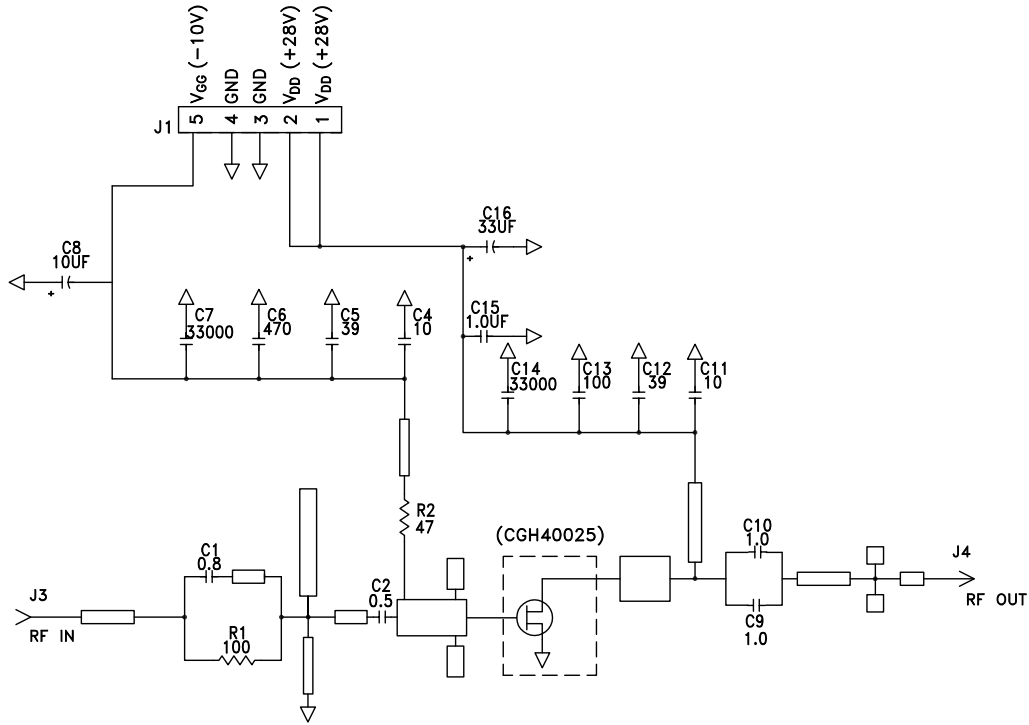 VGG (-10V)
GND
GND
VDD (+28V)
VDD (+28V)
J1
5
4
3
2
1
C16
33UF
+
C8
10UF
+
C7
33000
C6
470
C5
39
C4
10
C15
1.0UF
C14
33000
C13
100
C12
39
C11
10
R2
47
(CGH40025)
C10
1.0
C1
0.8
C2
0.5
J4
RF OUT
J3
RF IN
R1
100
C9
1.0